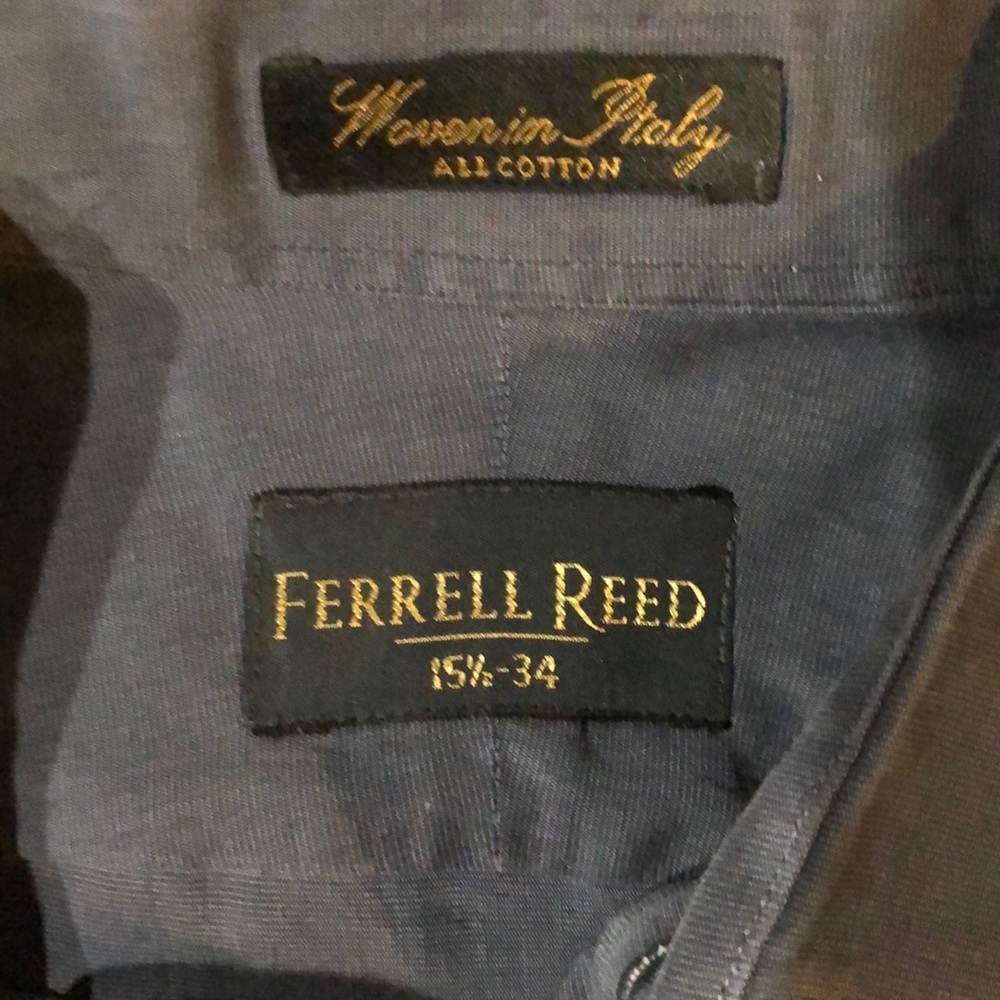 Woven in Italy
ALL COTTON
FERRELL REED
15½-34